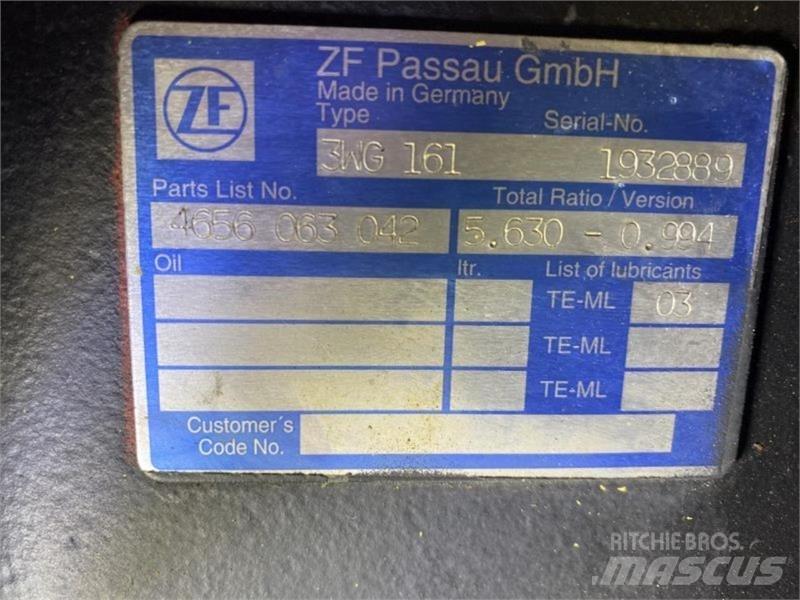 ZF
ZF Passau GmbH
Made in Germany
Type Serial-No.
3WG 161 1932889
Parts List No. Total Ratio / Version
4656 063 042 5.630 - 0.994
Oil ltr. List of lubricants
TE-ML 03
TE-ML
TE-ML
Customer´s
Code No.
RITCHIE BROS.
MASCUS